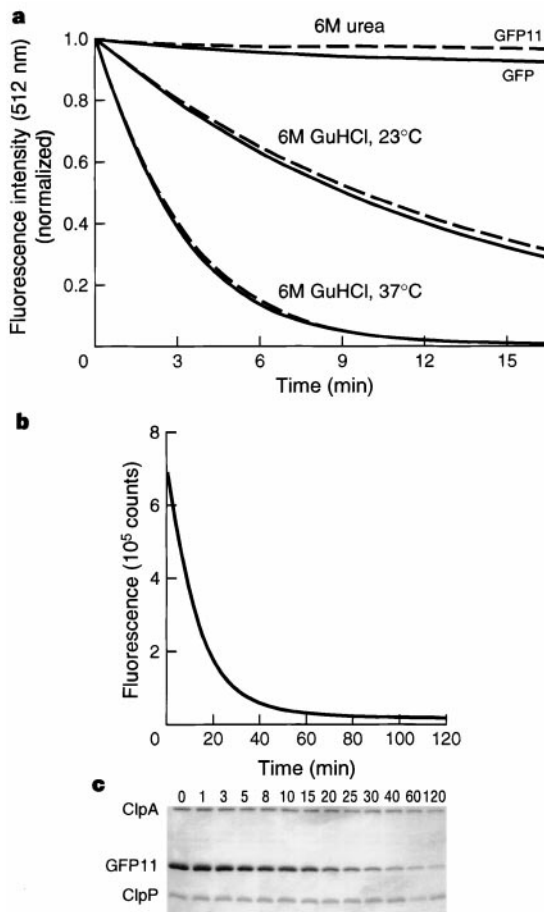 a
6M urea
GFP11
GFP
6M GuHCl, 23°C
6M GuHCl, 37°C
Fluorescence intensity (512 nm)
(normalized)
1.0
0.8
0.6
0.4
0.2
0
3
6
9
12
15
Time (min)
b
Fluorescence (10⁵ counts)
8
6
4
2
0
20
40
60
80
100
120
Time (min)
c
0 1 3 5 8 10 15 20 25 30 40 60 120
ClpA
GFP11
ClpP